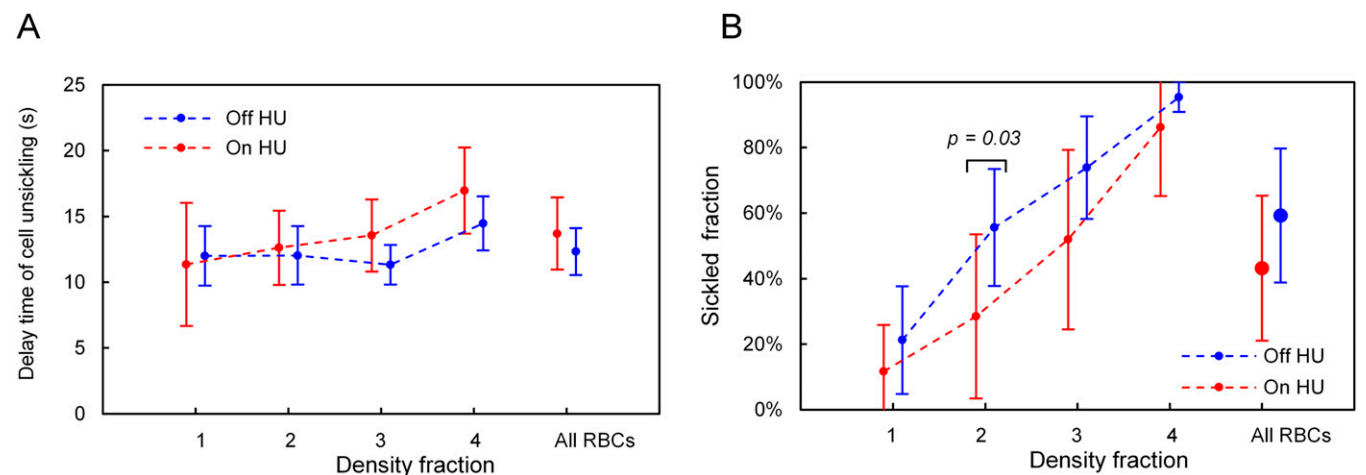 A
25
20
15
10
5
0
Delay time of cell unsickling (s)
Off HU
On HU
1 2 3 4 All RBCs
Density fraction
B
100%
80%
60%
40%
20%
0%
Sickled fraction
p = 0.03
Off HU
On HU
1 2 3 4 All RBCs
Density fraction